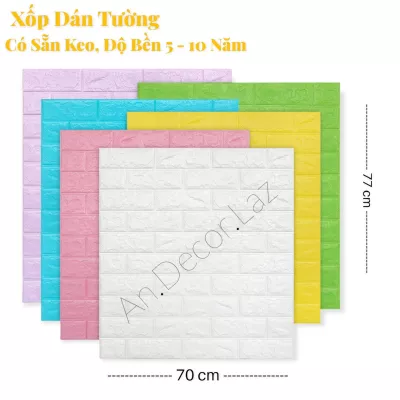 Xốp Dán Tường
Có Sẵn Keo, Độ Bền 5 - 10 Năm
77 cm
An.Decor.Laz
70 cm